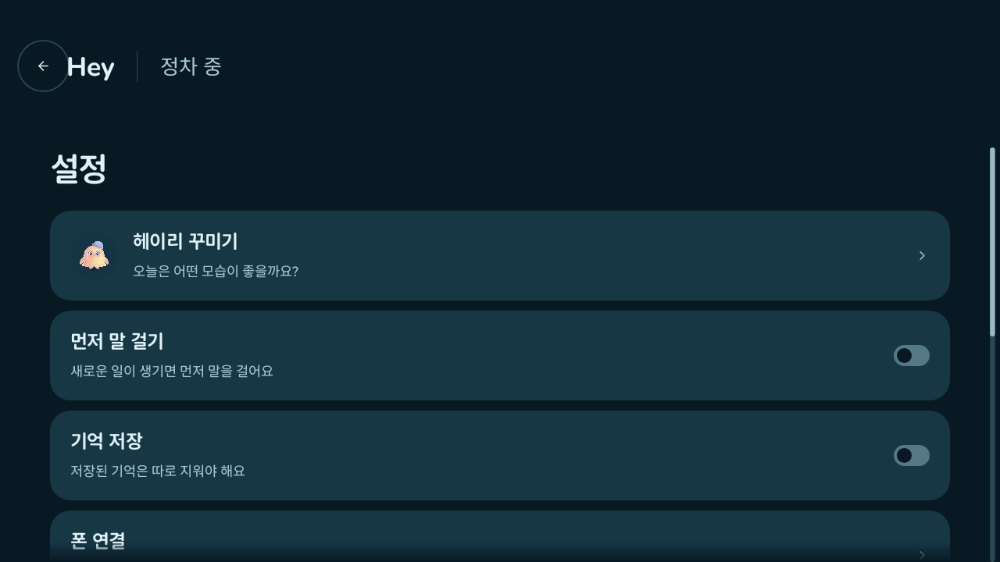 Hey
정차 중
설정
헤이리 꾸미기
오늘은 어떤 모습이 좋을까요?
먼저 말 걸기
새로운 일이 생기면 먼저 말을 걸어요
기억 저장
저장된 기억은 따로 지워야 해요
폰 연결